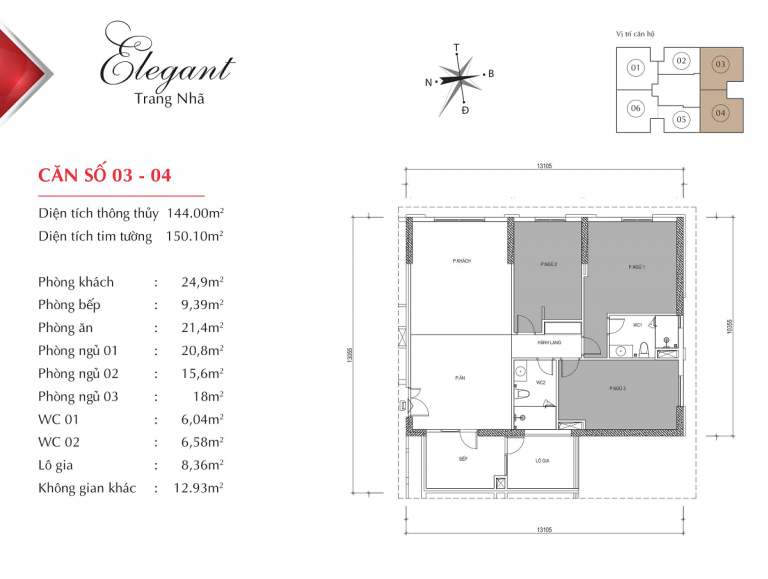 Elegant
Trang Nhã
T
N
B
Đ
Vị trí căn hộ
01
02
03
06
05
04
CĂN SỐ 03 - 04
Diện tích thông thủy 144.00m²
Diện tích tim tường 150.10m²
Phòng khách : 24,9m²
Phòng bếp : 9,39m²
Phòng ăn : 21,4m²
Phòng ngủ 01 : 20,8m²
Phòng ngủ 02 : 15,6m²
Phòng ngủ 03 : 18m²
WC 01 : 6,04m²
WC 02 : 6,58m²
Lô gia : 8,36m²
Không gian khác : 12.93m²
13105
13055
10355
P.KHÁCH
P.NGỦ 2
P.NGỦ 1
WC1
HÀNH LANG
P.ĂN
WC2
P.NGỦ 3
BẾP
LÔ GIA
13105